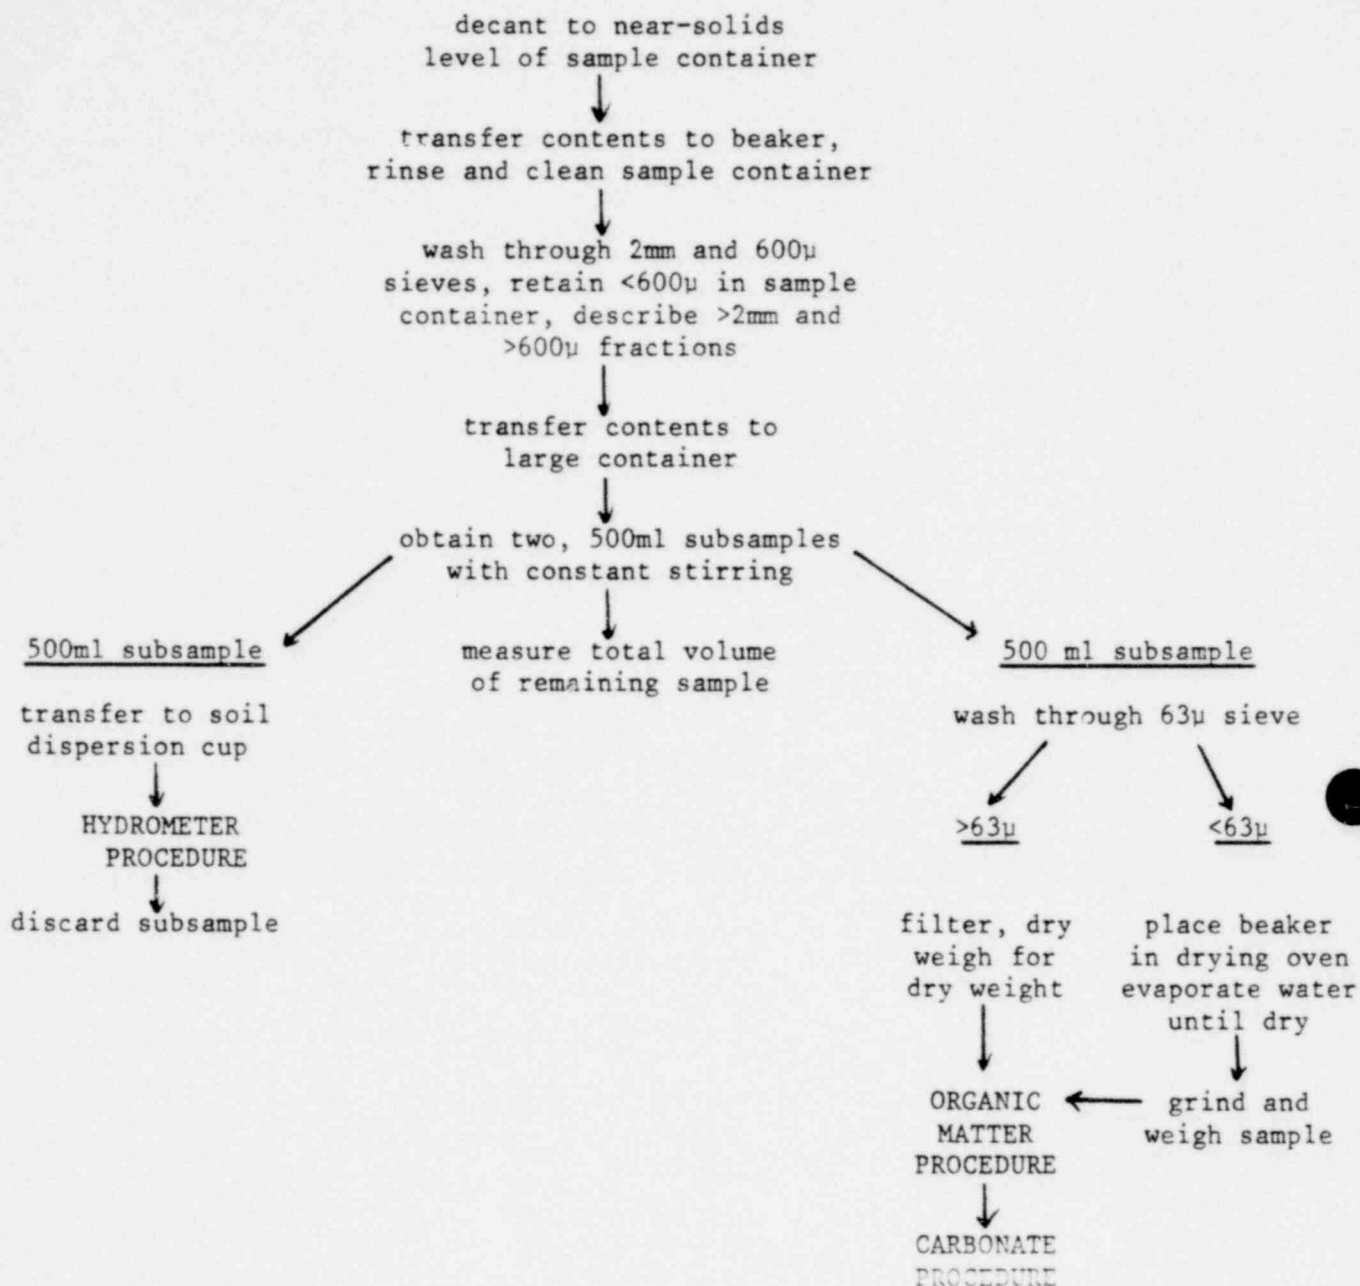 decant to near-solids
level of sample container
transfer contents to beaker,
rinse and clean sample container
wash through 2mm and 600μ
sieves, retain <600μ in sample
container, describe >2mm and
>600μ fractions
transfer contents to
large container
obtain two, 500ml subsamples
with constant stirring
500ml subsample
transfer to soil
dispersion cup
HYDROMETER
PROCEDURE
discard subsample
measure total volume
of remaining sample
500 ml subsample
wash through 63μ sieve
>63μ
filter, dry
weigh for
dry weight
<63μ
place beaker
in drying oven
evaporate water
until dry
grind and
weigh sample
ORGANIC
MATTER
PROCEDURE
CARBONATE
PROCEDURE